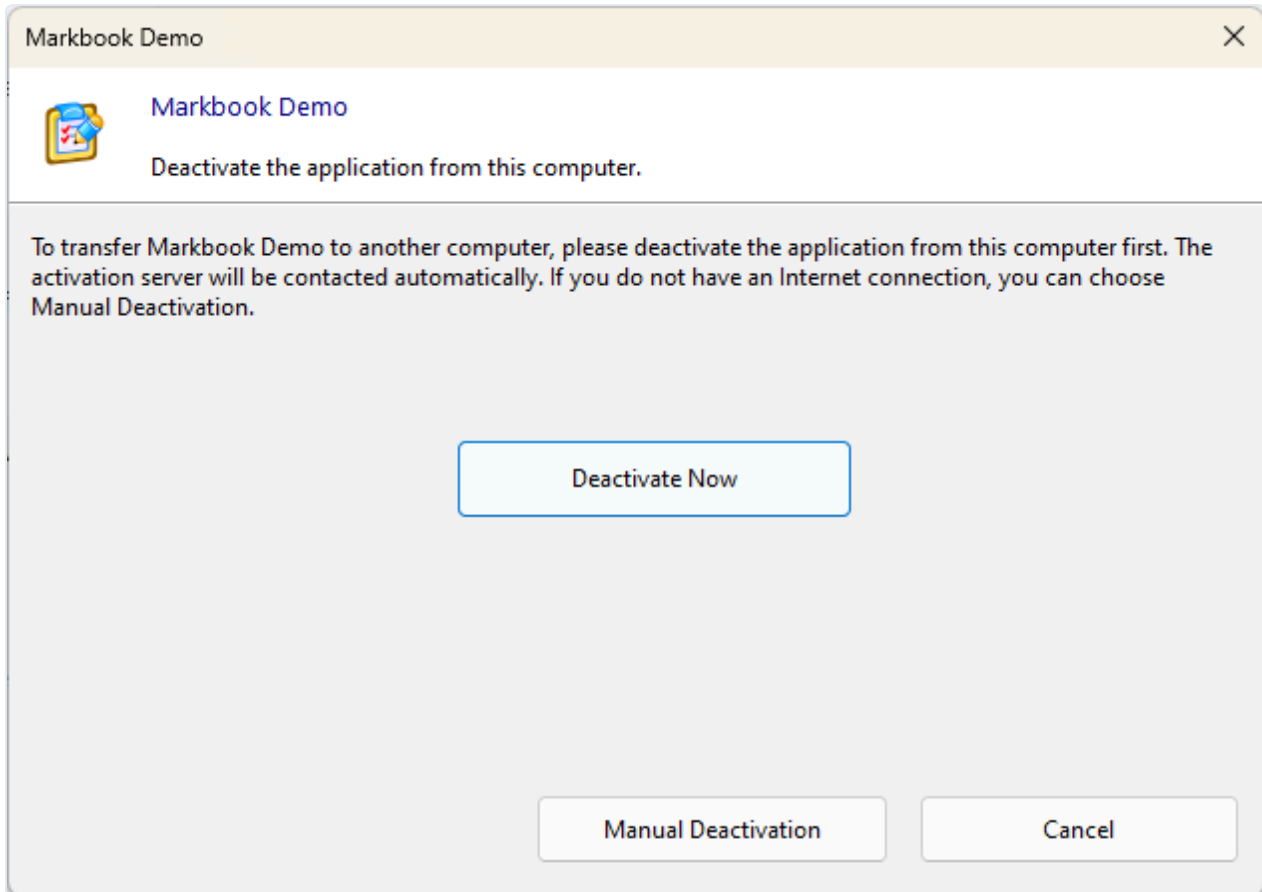 Markbook Demo
Markbook Demo
Deactivate the application from this computer.
To transfer Markbook Demo to another computer, please deactivate the application from this computer first. The
activation server will be contacted automatically. If you do not have an Internet connection, you can choose
Manual Deactivation.
Deactivate Now
Manual Deactivation
Cancel